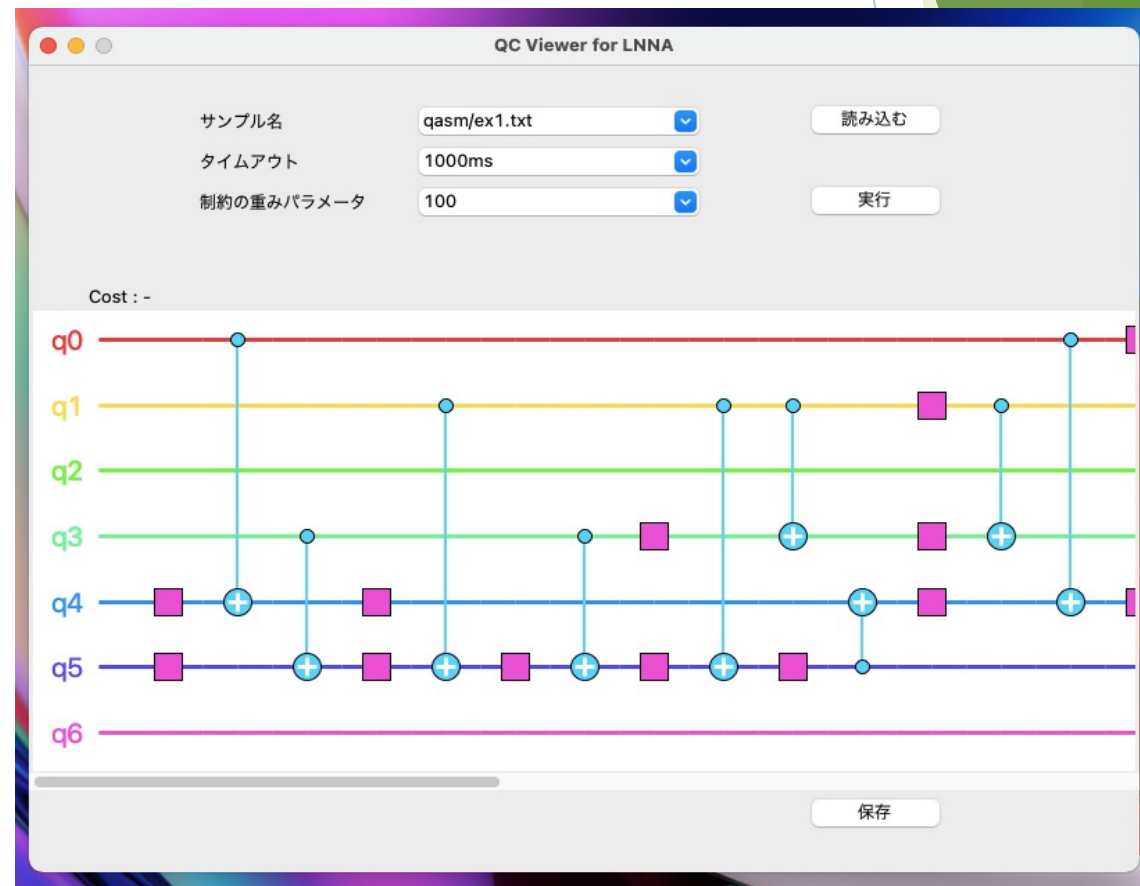 QC Viewer for LNNA
サンプル名 qasm/ex1.txt 読み込む
タイムアウト 1000ms
制約の重みパラメータ 100 実行
Cost : -
q0
q1
q2
q3
q4
q5
q6
保存